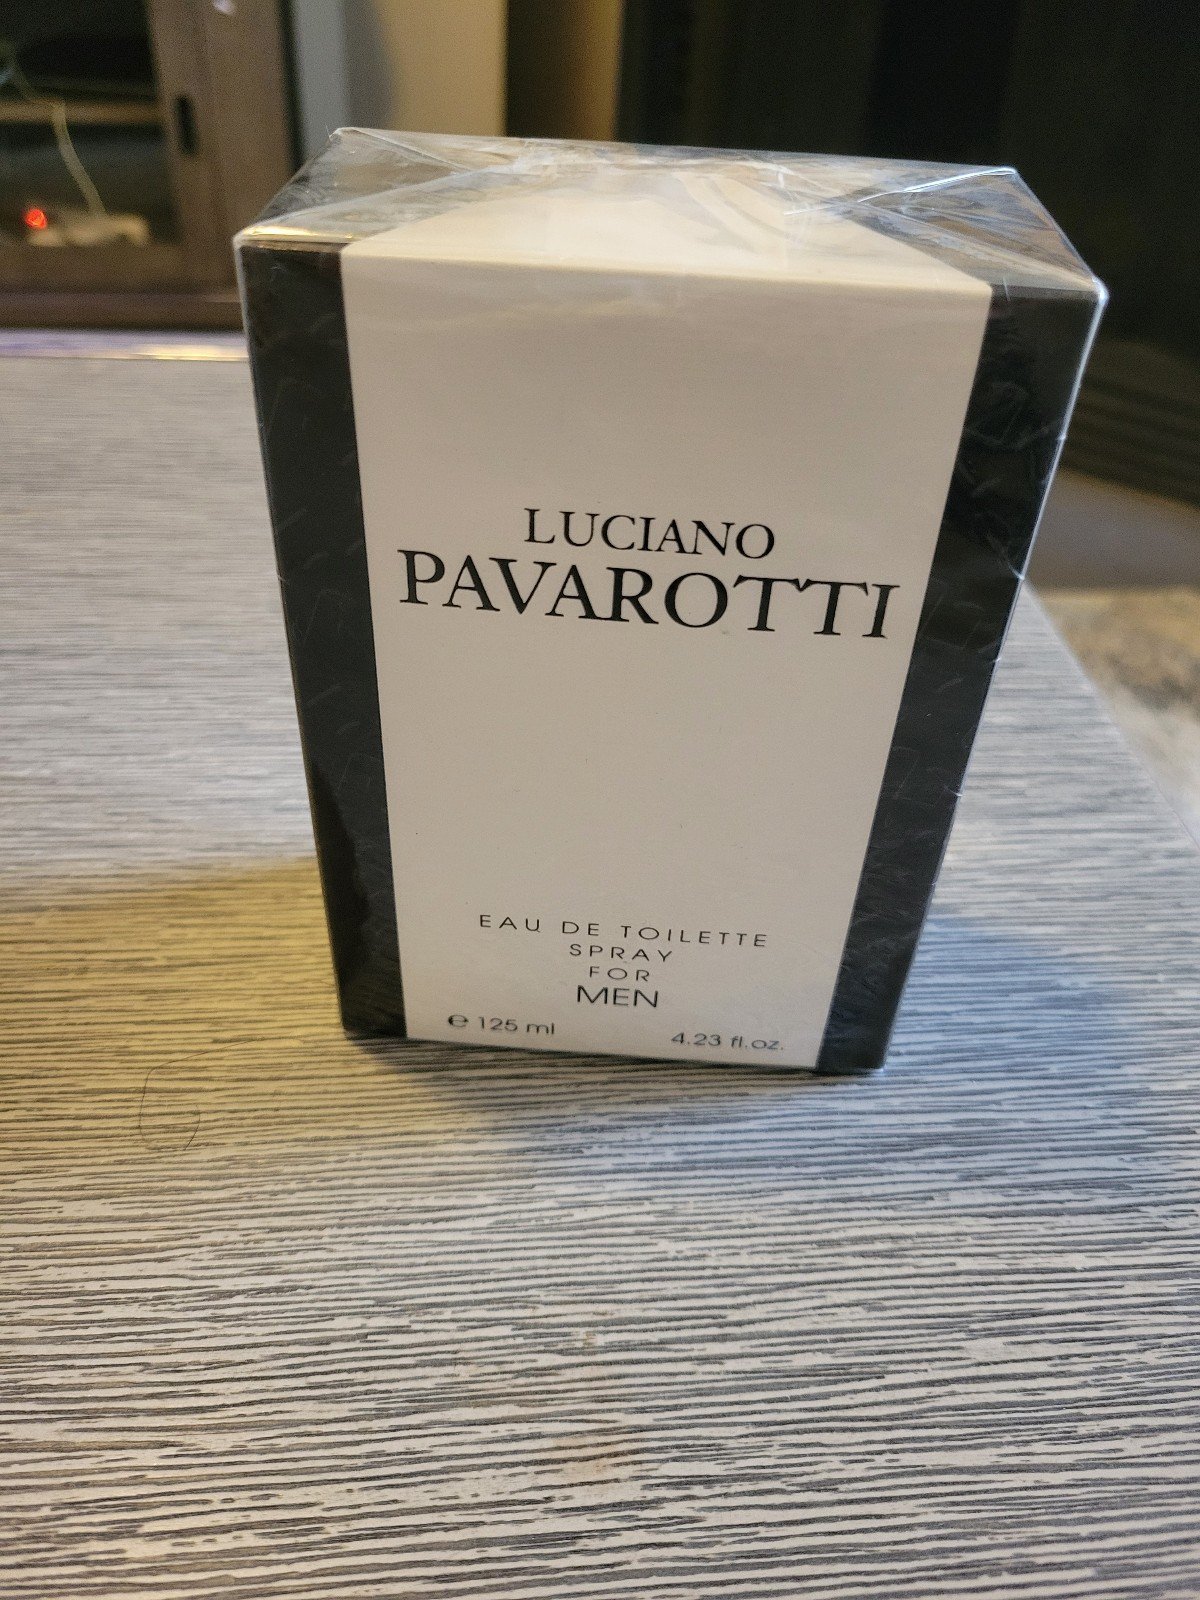 LUCIANO
PAVAROTTI
EAU DE TOILETTE
SPRAY
FOR
MEN
℮ 125 ml 4.23 fl.oz.